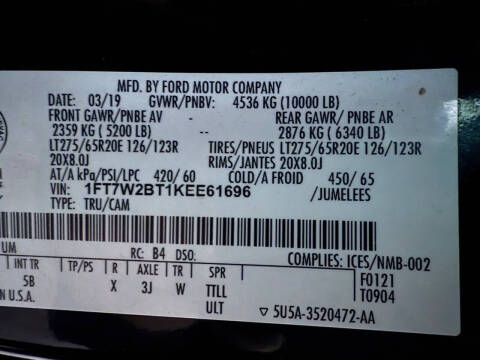 MFD. BY FORD MOTOR COMPANY
DATE: 03/19 GVWR/PNBV: 4536 KG (10000 LB)
FRONT GAWR/PNBE AV - REAR GAWR/ PNBE AR
2359 KG ( 5200 LB) 2876 KG ( 6340 LB)
LT275/65R20E 126/123R TIRES/PNEUS LT275/65R20E 126/123R
20X8.0J RIMS/JANTES 20X8.0J
AT/A kPa/PSI/LPC 420/ 60 COLD/A FROID 450/ 65
VIN: 1FT7W2BT1KEE61696 /JUMELEES
TYPE: TRU/CAM
COMPLIES: ICES/NMB-002
UM RC: B4 DSO: F0121
INT TR TP/PS R AXLE TR SPR T0904
5B X 3J W TTLL
N U.S.A. ULT ▽ 5U5A-3520472-AA